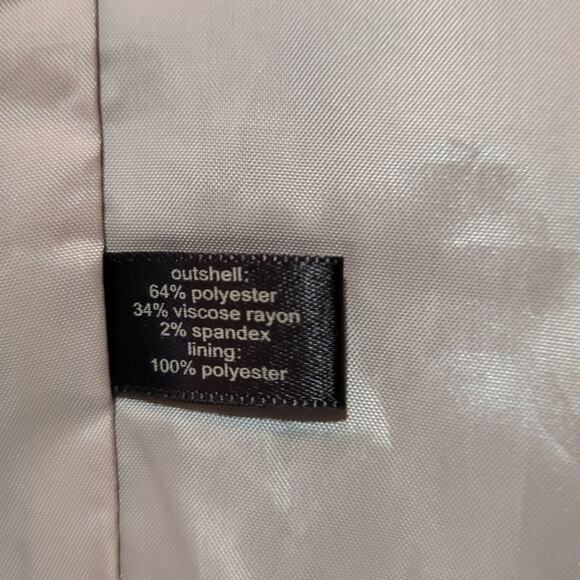 outshell:
64% polyester
34% viscose rayon
2% spandex
lining:
100% polyester